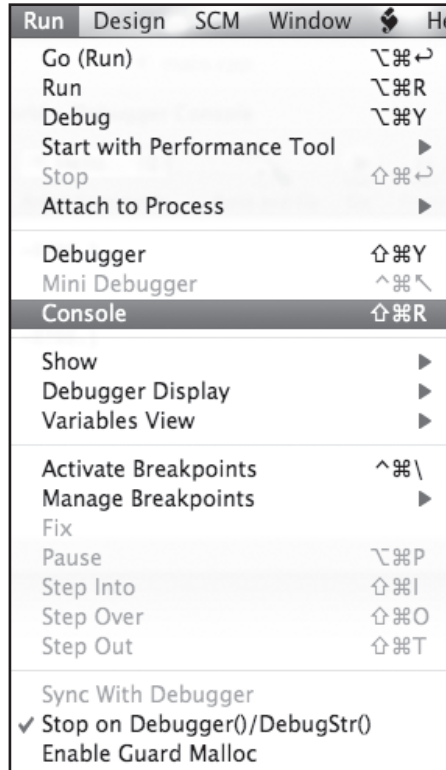 Run Design SCM Window He
Go (Run) ⌥⌘↩
Run ⌥⌘R
Debug ⌥⌘Y
Start with Performance Tool ▶
Stop ⇧⌘↩
Attach to Process ▶
Debugger ⇧⌘Y
Mini Debugger ^⌘↖
Console ⇧⌘R
Show ▶
Debugger Display ▶
Variables View ▶
Activate Breakpoints ^⌘\
Manage Breakpoints ▶
Fix
Pause ⌥⌘P
Step Into ⇧⌘I
Step Over ⇧⌘O
Step Out ⇧⌘T
Sync With Debugger
✓ Stop on Debugger()/DebugStr()
Enable Guard Malloc